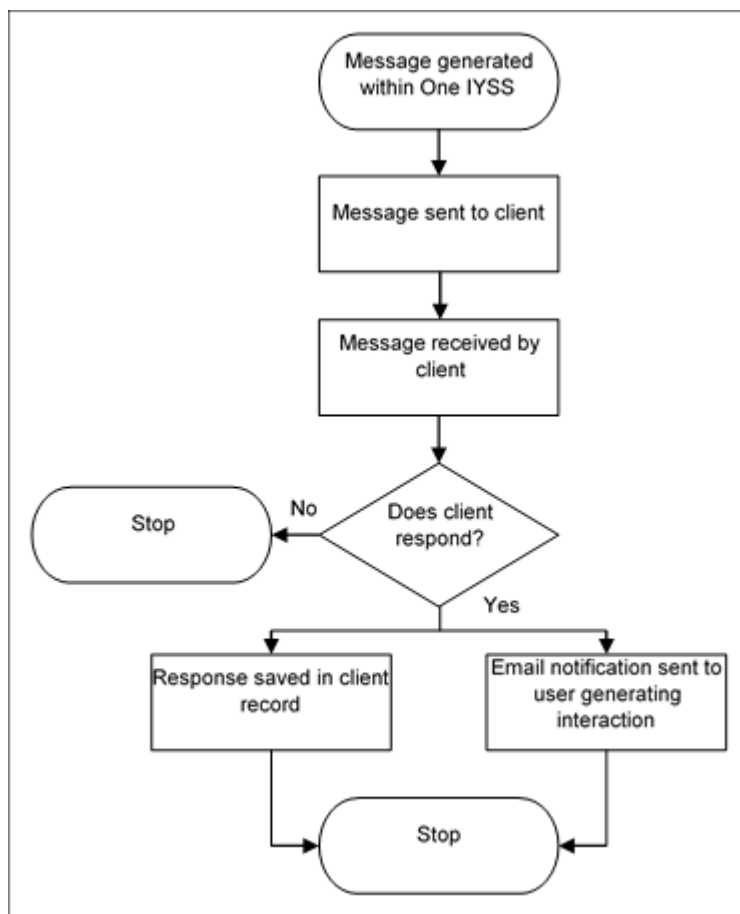 Message generated
within One IYSS
Message sent to client
Message received by
client
Does client
respond?
No
Stop
Yes
Response saved in client
record
Email notification sent to
user generating
interaction
Stop